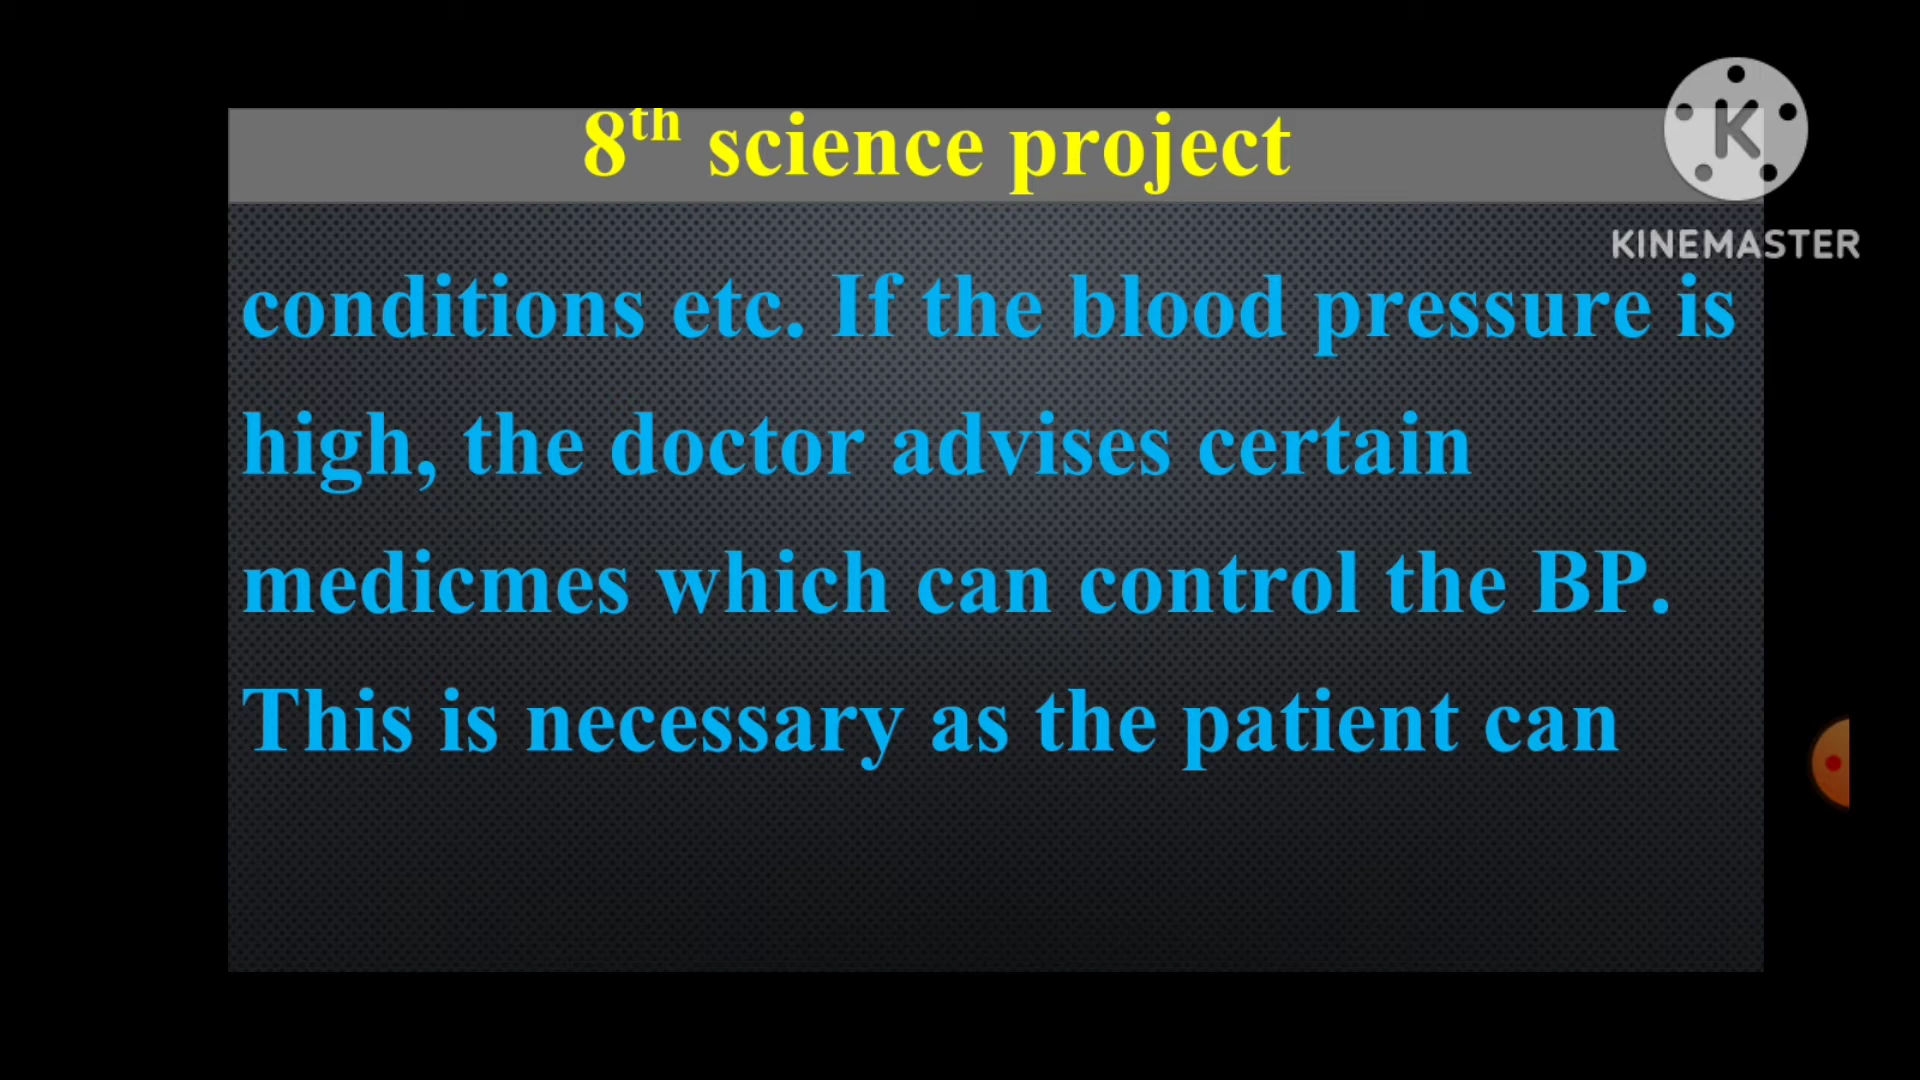 8th science project
K
KINEMASTER
conditions etc. If the blood pressure is
high, the doctor advises certain
medicmes which can control the BP.
This is necessary as the patient can